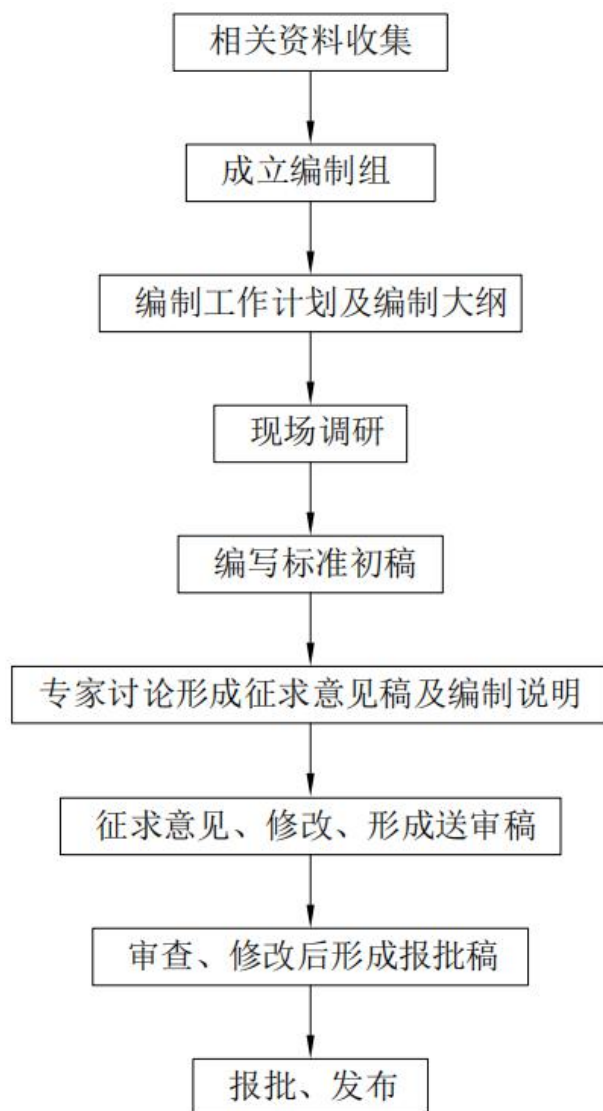 相关资料收集
成立编制组
编制工作计划及编制大纲
现场调研
编写标准初稿
专家讨论形成征求意见稿及编制说明
征求意见、修改、形成送审稿
审查、修改后形成报批稿
报批、发布